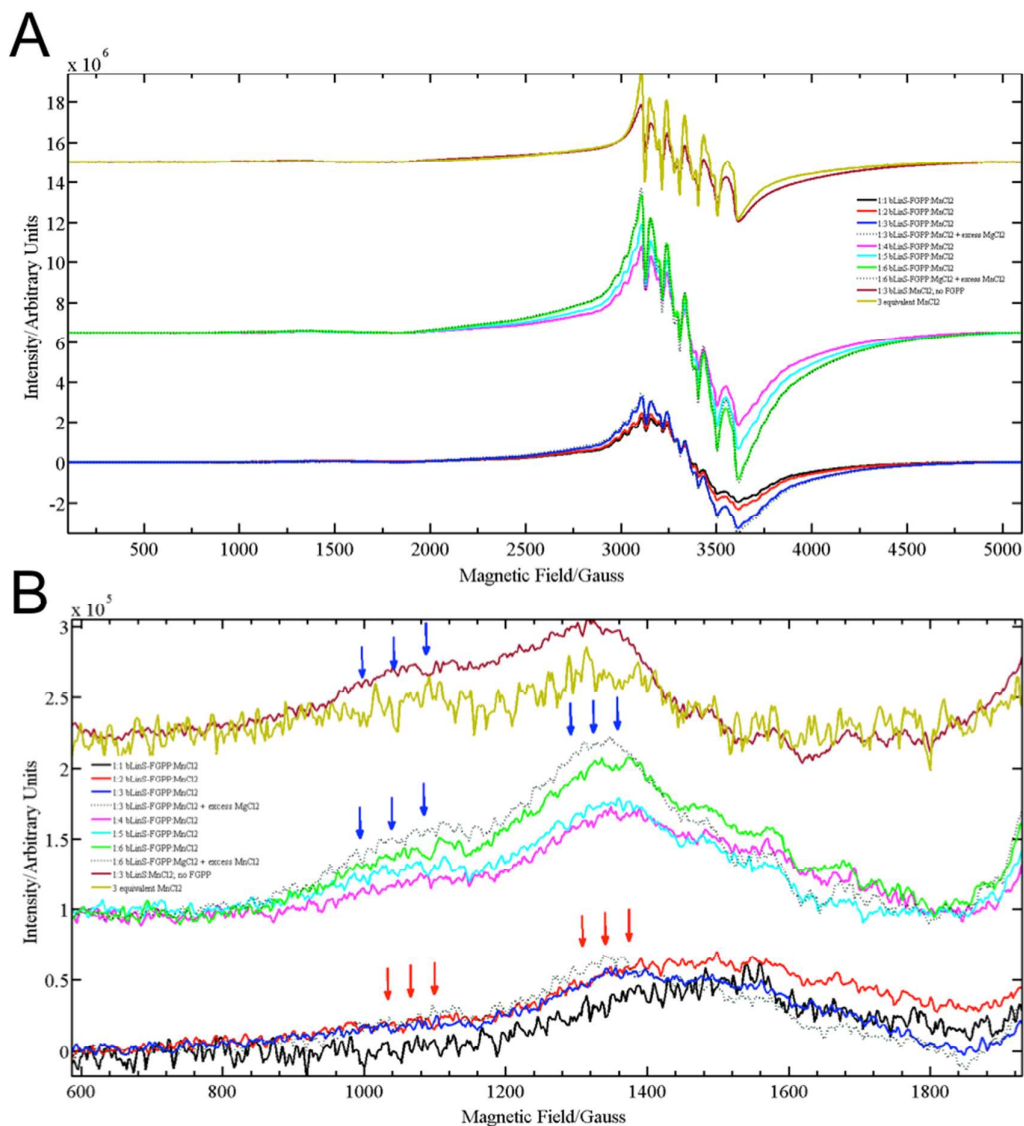 A
x 10 6
18
16
14
12
10
8
6
4
2
0
-2
Intensity/Arbitrary Units
1:1 bLinS-FGPP:MnCl2
1:2 bLinS-FGPP:MnCl2
1:3 bLinS-FGPP:MnCl2
1:3 bLinS-FGPP:MnCl2 + excess MgCl2
1:4 bLinS-FGPP:MnCl2
1:5 bLinS-FGPP:MnCl2
1:6 bLinS-FGPP:MnCl2
1:6 bLinS-FGPP:MgCl2 + excess MnCl2
1:3 bLinS:MnCl2, no FGPP
3 equivalent MnCl2
500 1000 1500 2000 2500 3000 3500 4000 4500 5000
Magnetic Field/Gauss
B
x 10 5
3
2.5
2
1.5
1
0.5
0
Intensity/Arbitrary Units
1:1 bLinS-FGPP:MnCl2
1:2 bLinS-FGPP:MnCl2
1:3 bLinS-FGPP:MnCl2
1:3 bLinS-FGPP:MnCl2 + excess MgCl2
1:4 bLinS-FGPP:MnCl2
1:5 bLinS-FGPP:MnCl2
1:6 bLinS-FGPP:MnCl2
1:6 bLinS-FGPP:MgCl2 + excess MnCl2
1:3 bLinS:MnCl2, no FGPP
3 equivalent MnCl2
600 800 1000 1200 1400 1600 1800
Magnetic Field/Gauss